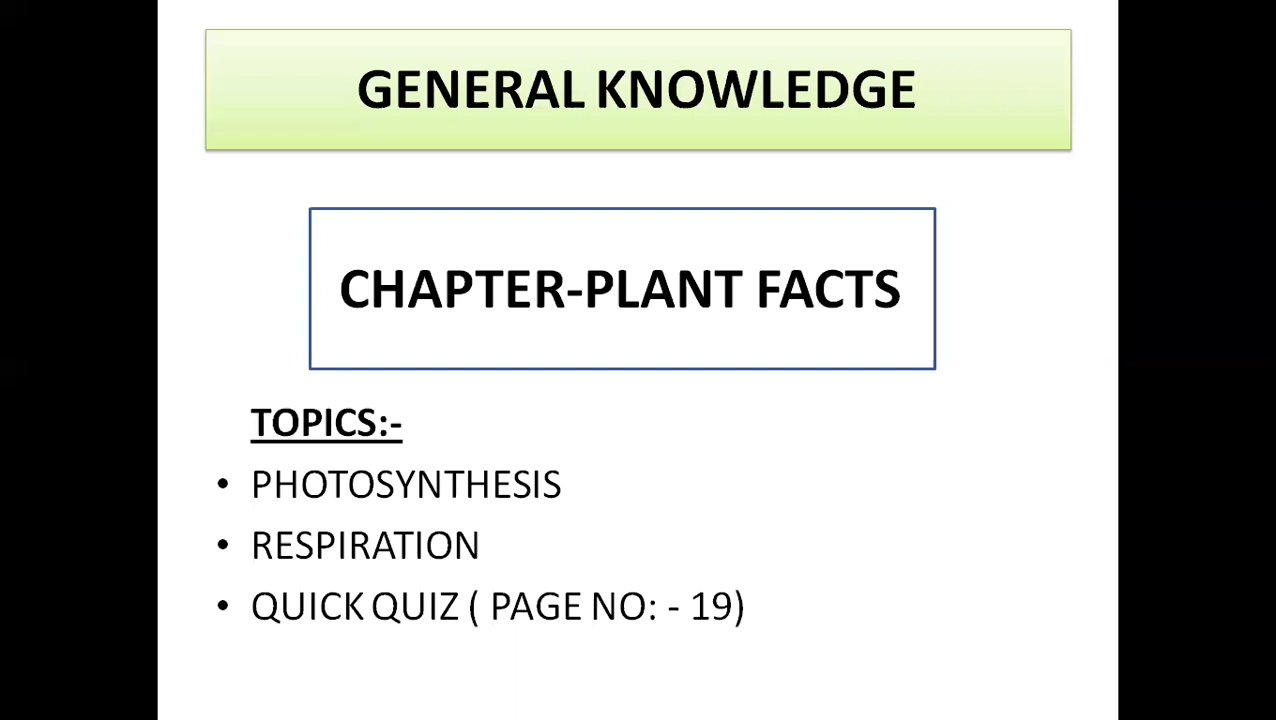 GENERAL KNOWLEDGE
CHAPTER-PLANT FACTS
TOPICS:-
• PHOTOSYNTHESIS
• RESPIRATION
• QUICK QUIZ ( PAGE NO: - 19)